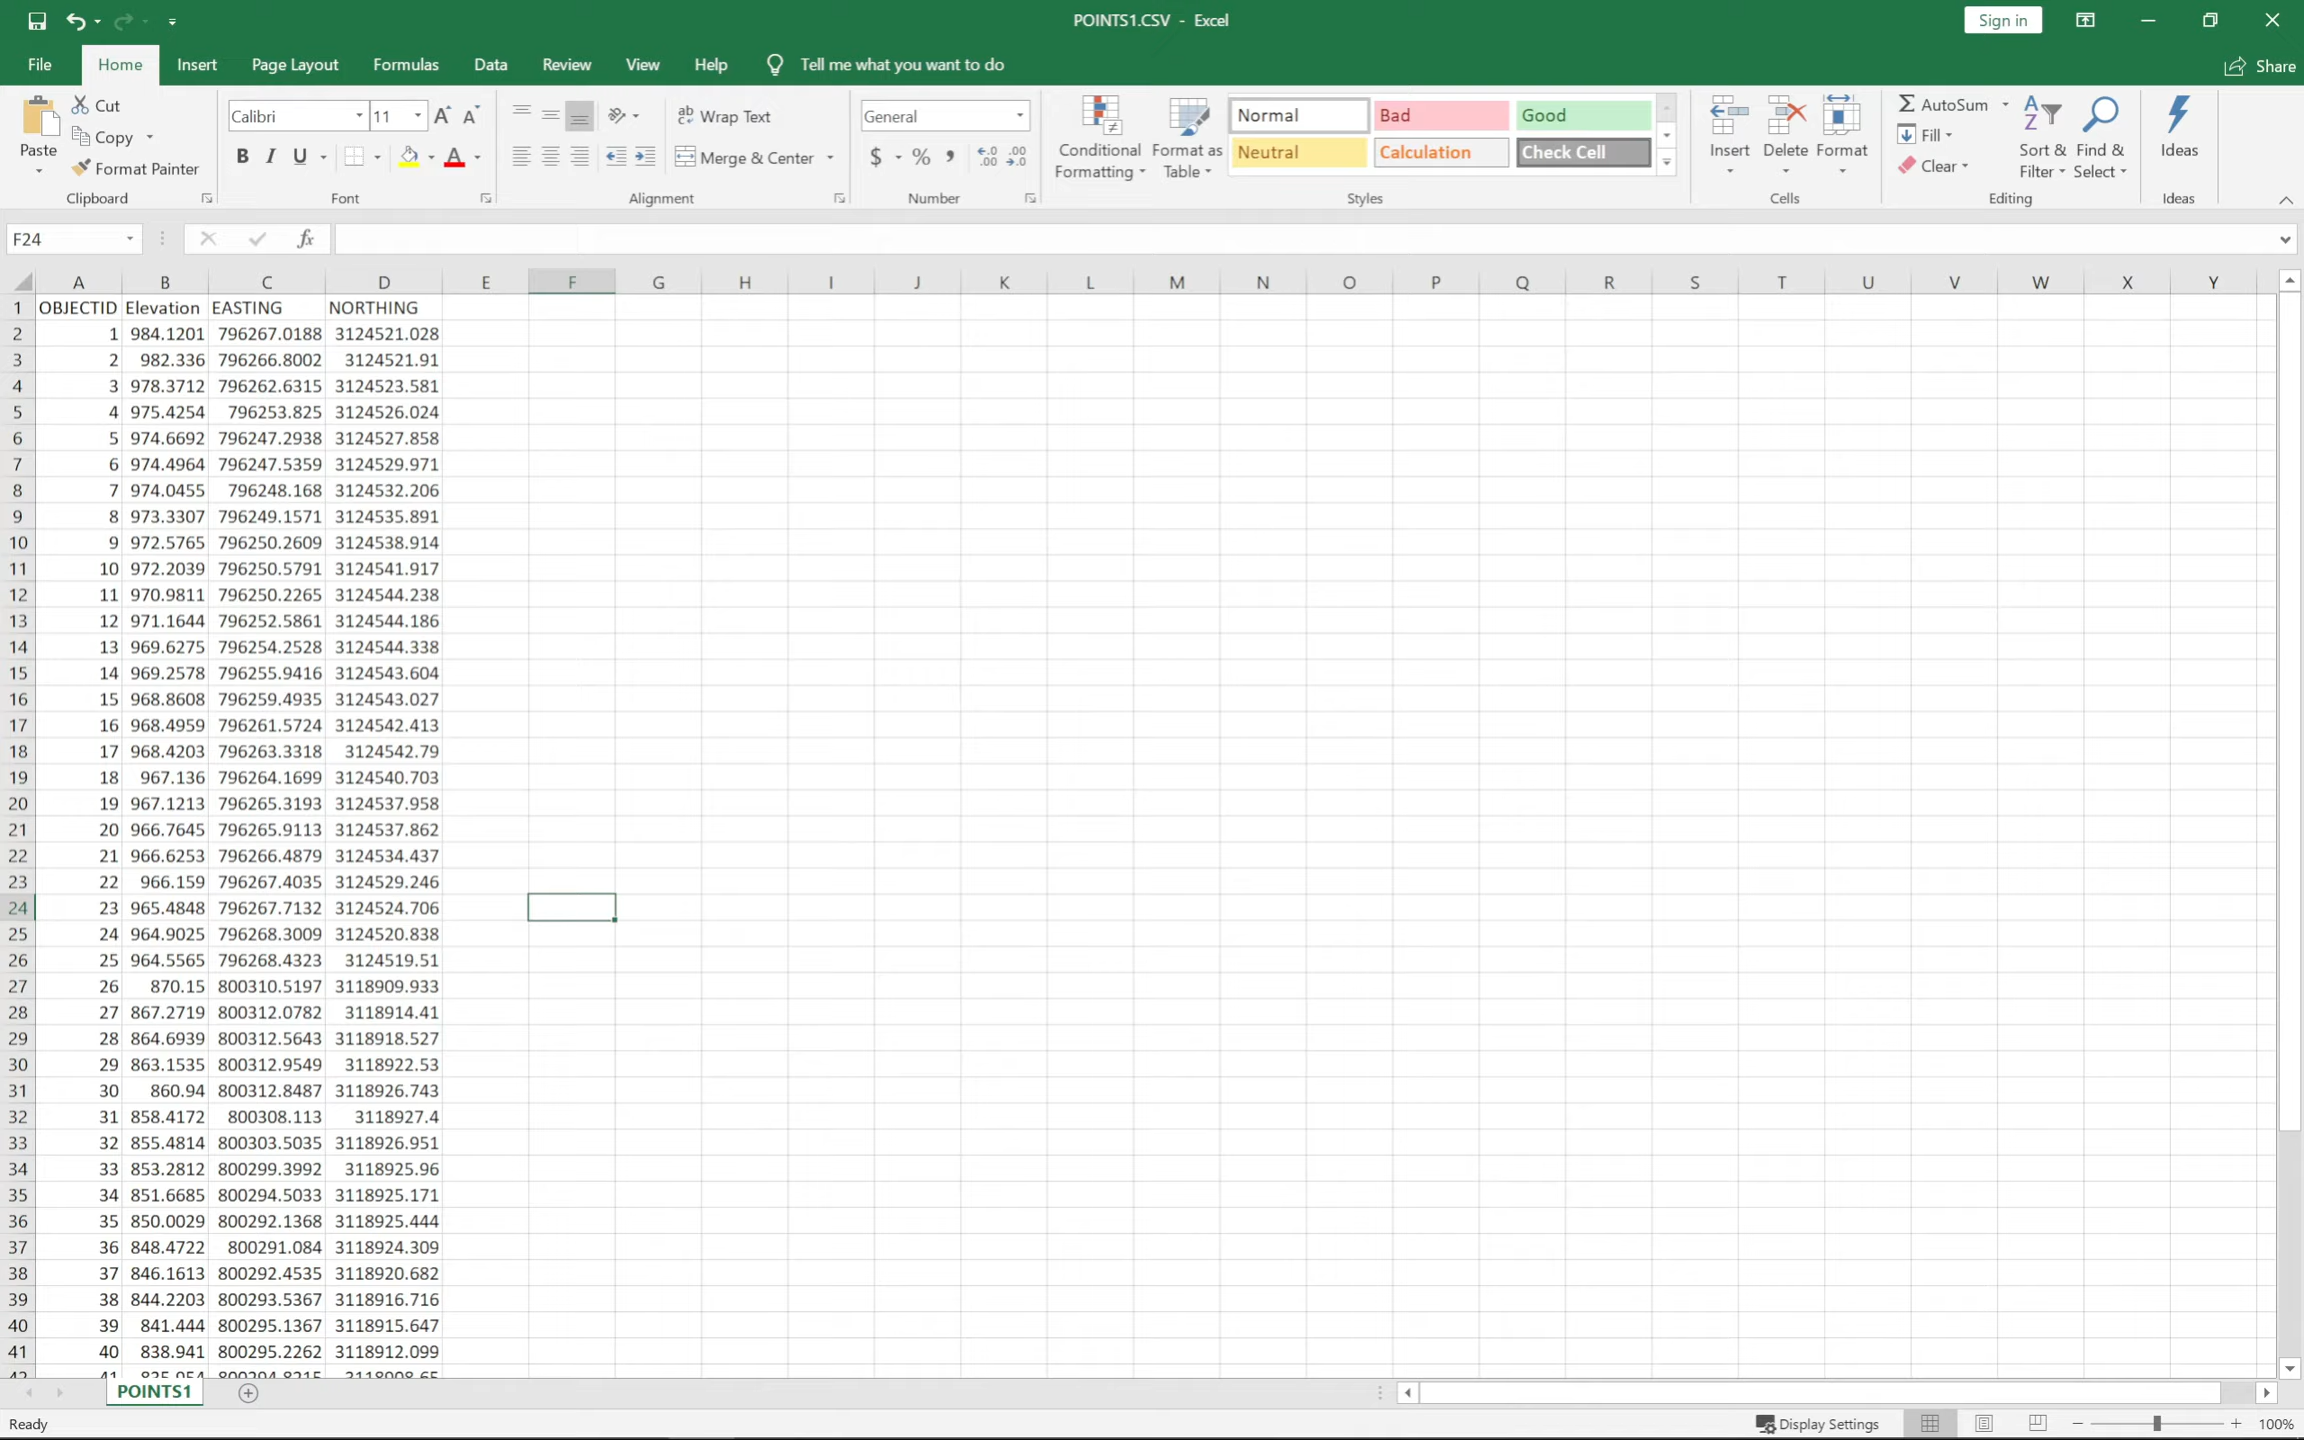 POINTS1.CSV - Excel
Sign in
File Home Insert Page Layout Formulas Data Review View Help Tell me what you want to do Share
Paste Cut Copy Format Painter Clipboard
Calibri 11 B I U Font
Wrap Text Merge & Center Alignment
General $ % Number
Conditional Formatting Format as Table Normal Bad Good Neutral Calculation Check Cell Styles
Insert Delete Format Cells
AutoSum Fill Clear Sort & Filter Find & Select Editing
Ideas Ideas
F24 fx
A B C D E F G H I J K L M N O P Q R S T U V W X Y
1 OBJECTID Elevation EASTING NORTHING
2 1 984.1201 796267.0188 3124521.028
3 2 982.336 796266.8002 3124521.91
4 3 978.3712 796262.6315 3124523.581
5 4 975.4254 796253.825 3124526.024
6 5 974.6692 796247.2938 3124527.858
7 6 974.4964 796247.5359 3124529.971
8 7 974.0455 796248.168 3124532.206
9 8 973.3307 796249.1571 3124535.891
10 9 972.5765 796250.2609 3124538.914
11 10 972.2039 796250.5791 3124541.917
12 11 970.9811 796250.2265 3124544.238
13 12 971.1644 796252.5861 3124544.186
14 13 969.6275 796254.2528 3124544.338
15 14 969.2578 796255.9416 3124543.604
16 15 968.8608 796259.4935 3124543.027
17 16 968.4959 796261.5724 3124542.413
18 17 968.4203 796263.3318 3124542.79
19 18 967.136 796264.1699 3124540.703
20 19 967.1213 796265.3193 3124537.958
21 20 966.7645 796265.9113 3124537.862
22 21 966.6253 796266.4879 3124534.437
23 22 966.159 796267.4035 3124529.246
24 23 965.4848 796267.7132 3124524.706
25 24 964.9025 796268.3009 3124520.838
26 25 964.5565 796268.4323 3124519.51
27 26 870.15 800310.5197 3118909.933
28 27 867.2719 800312.0782 3118914.41
29 28 864.6939 800312.5643 3118918.527
30 29 863.1535 800312.9549 3118922.53
31 30 860.94 800312.8487 3118926.743
32 31 858.4172 800308.113 3118927.4
33 32 855.4814 800303.5035 3118926.951
34 33 853.2812 800299.3992 3118925.96
35 34 851.6685 800294.5033 3118925.171
36 35 850.0029 800292.1368 3118925.444
37 36 848.4722 800291.084 3118924.309
38 37 846.1613 800292.4535 3118920.682
39 38 844.2203 800293.5367 3118916.716
40 39 841.444 800295.1367 3118915.647
41 40 838.941 800295.2262 3118912.099
POINTS1
Ready Display Settings 100%